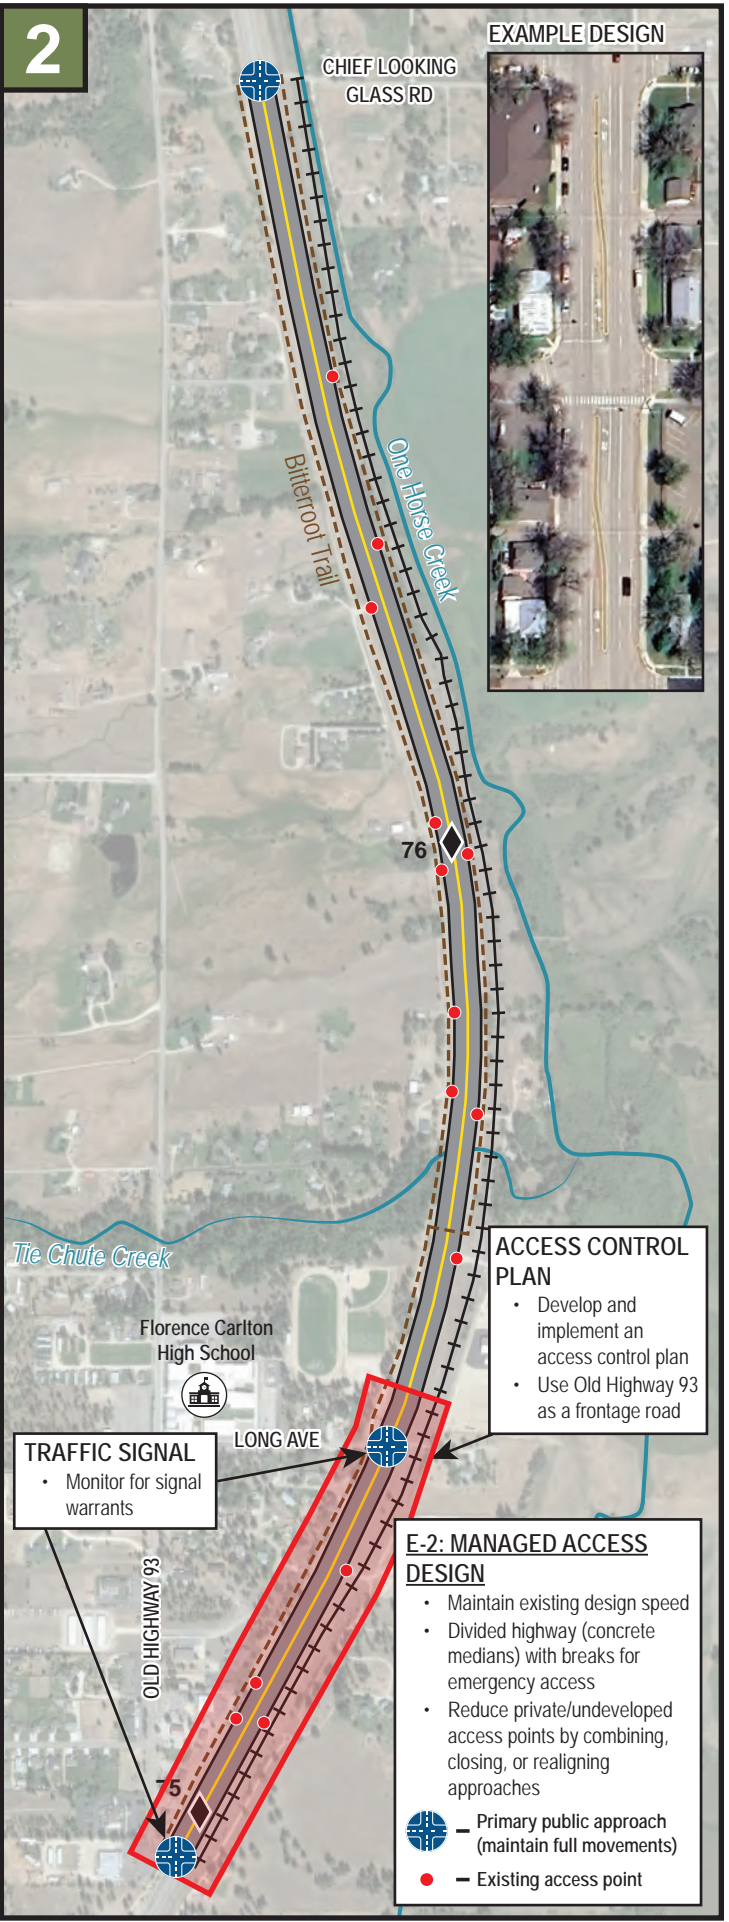 2
EXAMPLE DESIGN
CHIEF LOOKING
GLASS RD
One Horse Creek
Bitterroot Trail
76
Tie Chute Creek
ACCESS CONTROL
PLAN
• Develop and
implement an
access control plan
• Use Old Highway 93
as a frontage road
Florence Carlton
High School
LONG AVE
TRAFFIC SIGNAL
• Monitor for signal
warrants
OLD HIGHWAY 93
75
E-2: MANAGED ACCESS
DESIGN
• Maintain existing design speed
• Divided highway (concrete
medians) with breaks for
emergency access
• Reduce private/undeveloped
access points by combining,
closing, or realigning
approaches
– Primary public approach
(maintain full movements)
– Existing access point